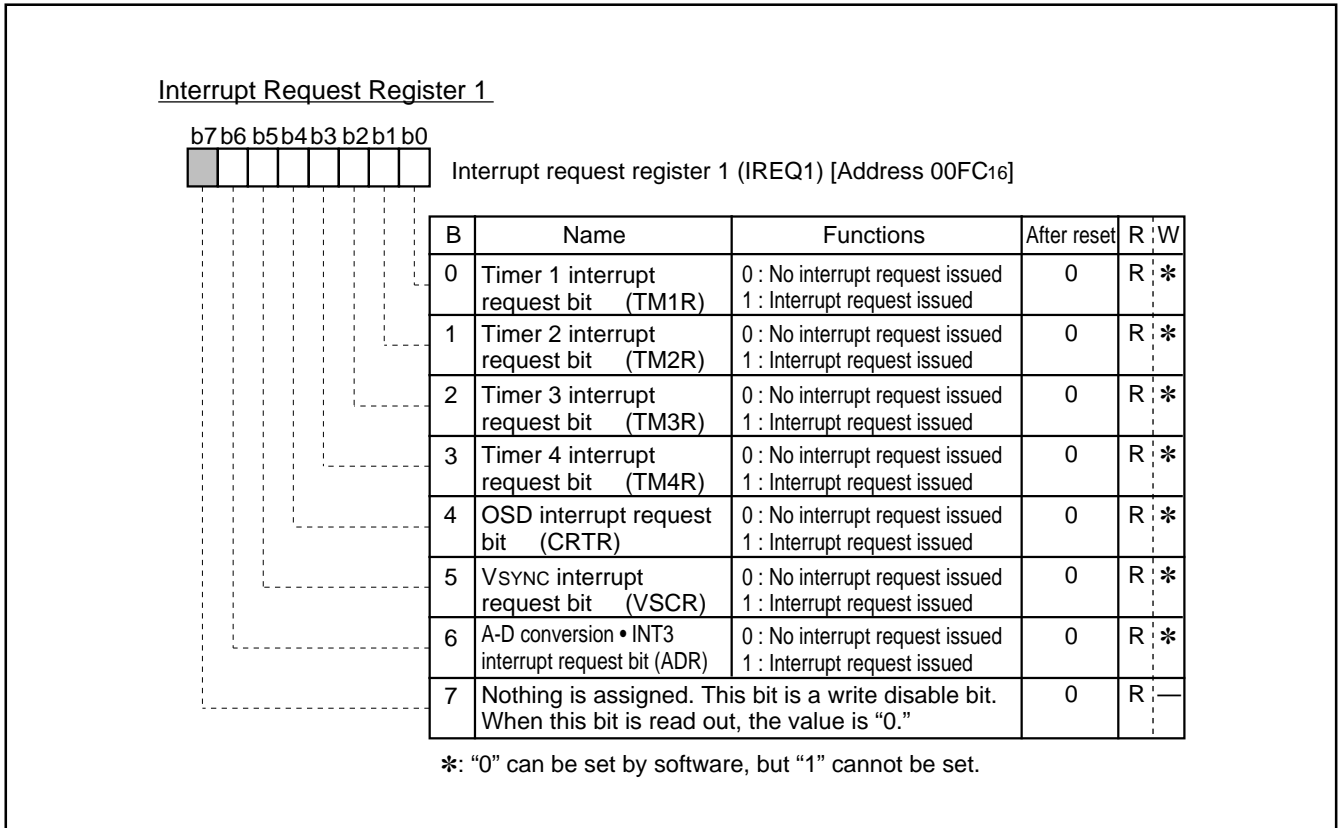 Interrupt Request Register 1
b7 b6 b5 b4 b3 b2 b1 b0
Interrupt request register 1 (IREQ1) [Address 00FC16]
B Name Functions After reset R W
0 Timer 1 interrupt request bit (TM1R) 0 : No interrupt request issued 1 : Interrupt request issued 0 R ✻
1 Timer 2 interrupt request bit (TM2R) 0 : No interrupt request issued 1 : Interrupt request issued 0 R ✻
2 Timer 3 interrupt request bit (TM3R) 0 : No interrupt request issued 1 : Interrupt request issued 0 R ✻
3 Timer 4 interrupt request bit (TM4R) 0 : No interrupt request issued 1 : Interrupt request issued 0 R ✻
4 OSD interrupt request bit (CRTR) 0 : No interrupt request issued 1 : Interrupt request issued 0 R ✻
5 VSYNC interrupt request bit (VSCR) 0 : No interrupt request issued 1 : Interrupt request issued 0 R ✻
6 A-D conversion • INT3 interrupt request bit (ADR) 0 : No interrupt request issued 1 : Interrupt request issued 0 R ✻
7 Nothing is assigned. This bit is a write disable bit. When this bit is read out, the value is “0.” 0 R —
✻: “0” can be set by software, but “1” cannot be set.